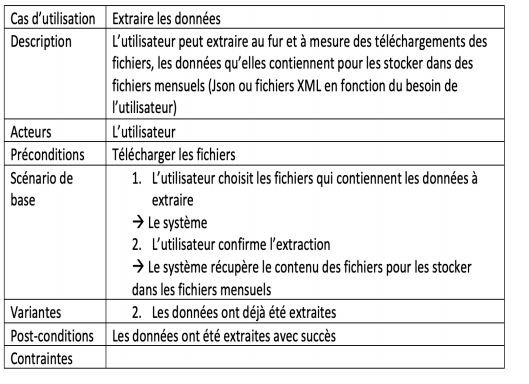 Cas d’utilisation Extraire les données
Description L’utilisateur peut extraire au fur et à mesure des téléchargements des
fichiers, les données qu’elles contiennent pour les stocker dans des
fichiers mensuels (Json ou fichiers XML en fonction du besoin de
l’utilisateur)
Acteurs L’utilisateur
Préconditions Télécharger les fichiers
Scénario de 1. L’utilisateur choisit les fichiers qui contiennent les données à
base extraire
→ Le système
2. L’utilisateur confirme l’extraction
→ Le système récupère le contenu des fichiers pour les stocker
dans les fichiers mensuels
Variantes 2. Les données ont déjà été extraites
Post-conditions Les données ont été extraites avec succès
Contraintes